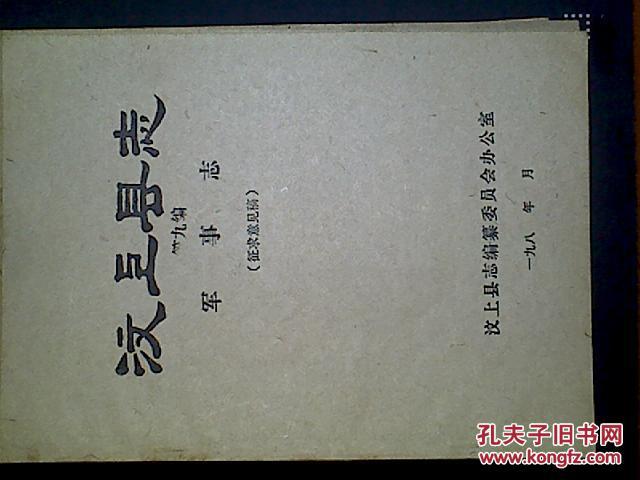 汶上县志
第九编
军事志
（征求意见稿）
汶上县志编纂委员会办公室
一九八 年 月
孔夫子旧书网
www.kongfz.com